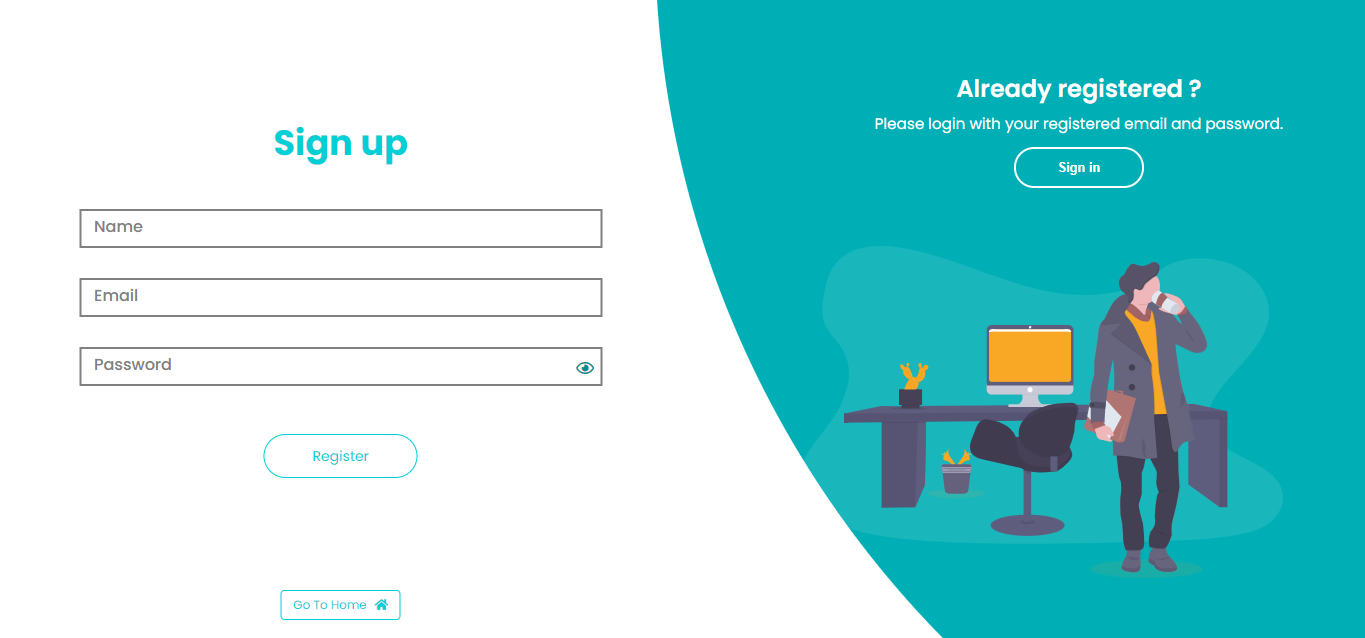 Sign up
Name
Email
Password
Register
Go To Home
Already registered ?
Please login with your registered email and password.
Sign in